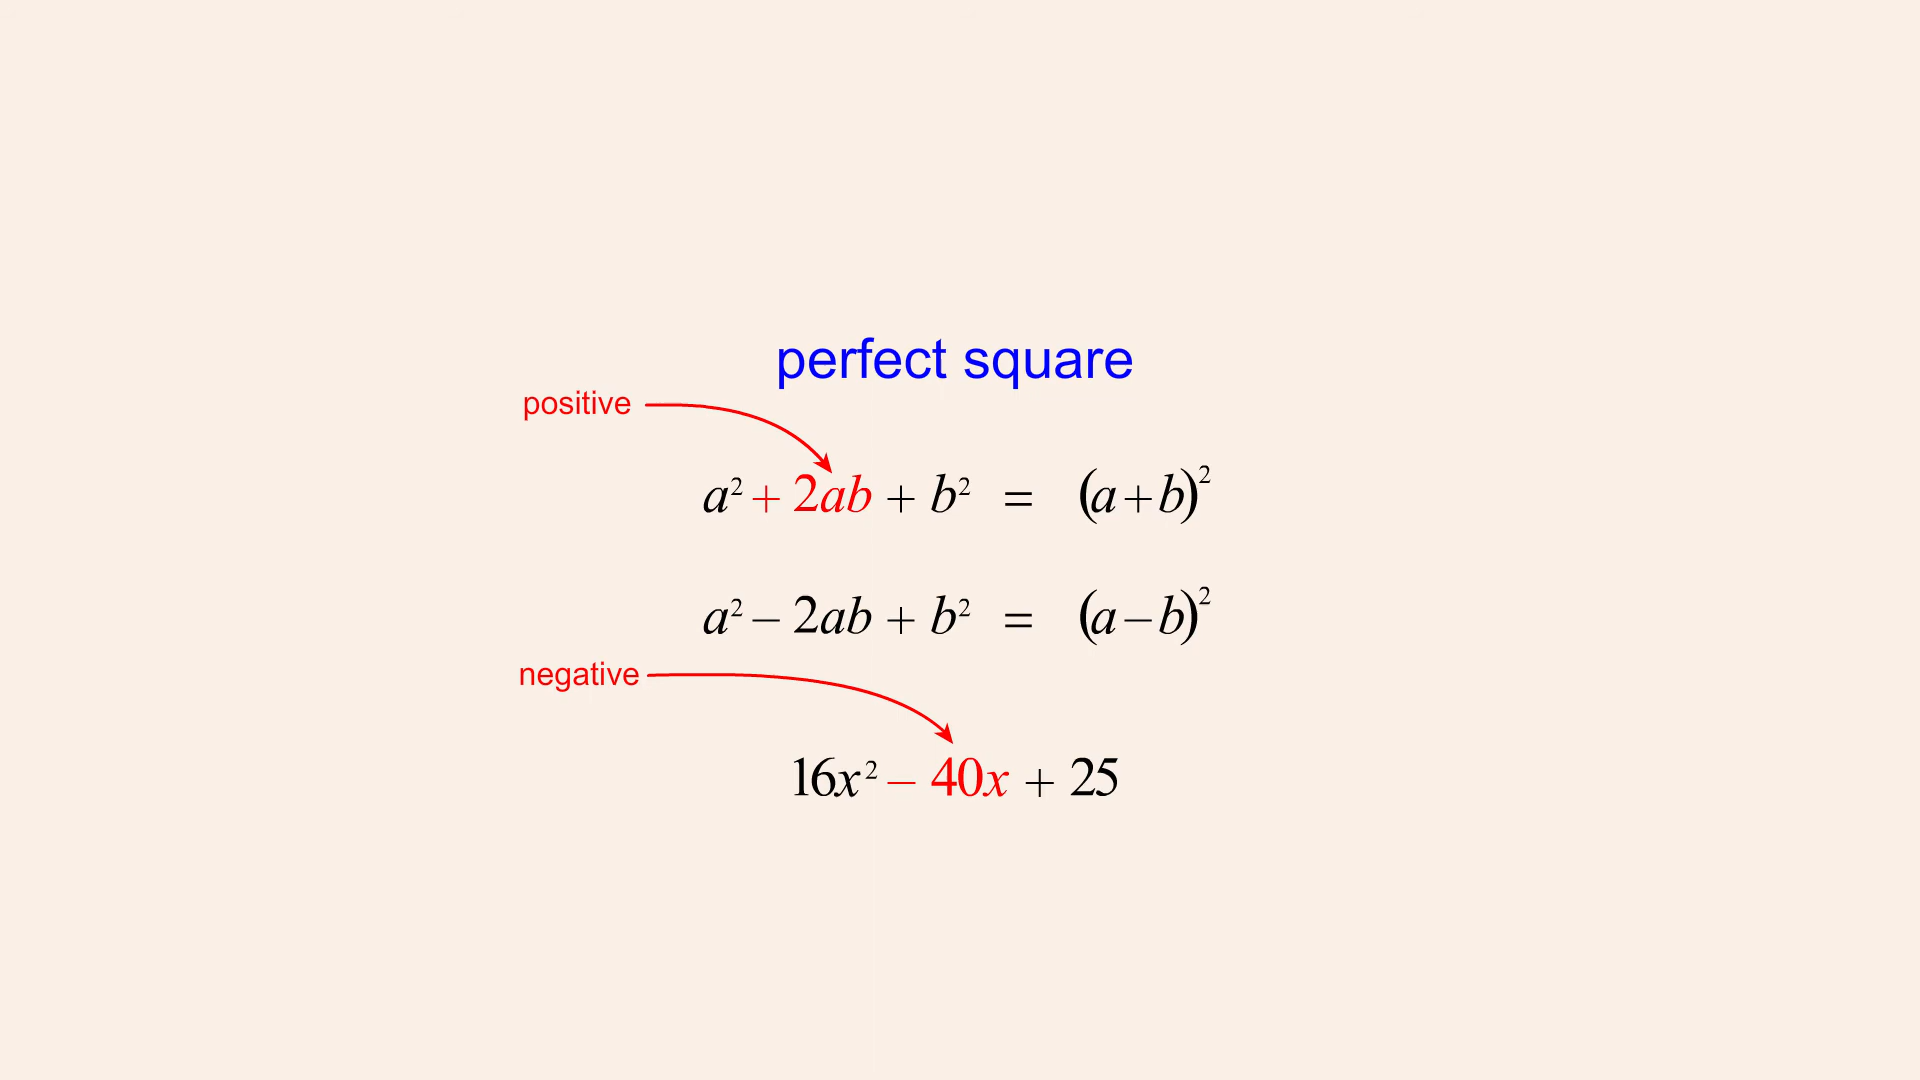 perfect square
positive
a² + 2ab + b² = (a+b)²
a² – 2ab + b² = (a–b)²
negative
16x² – 40x + 25